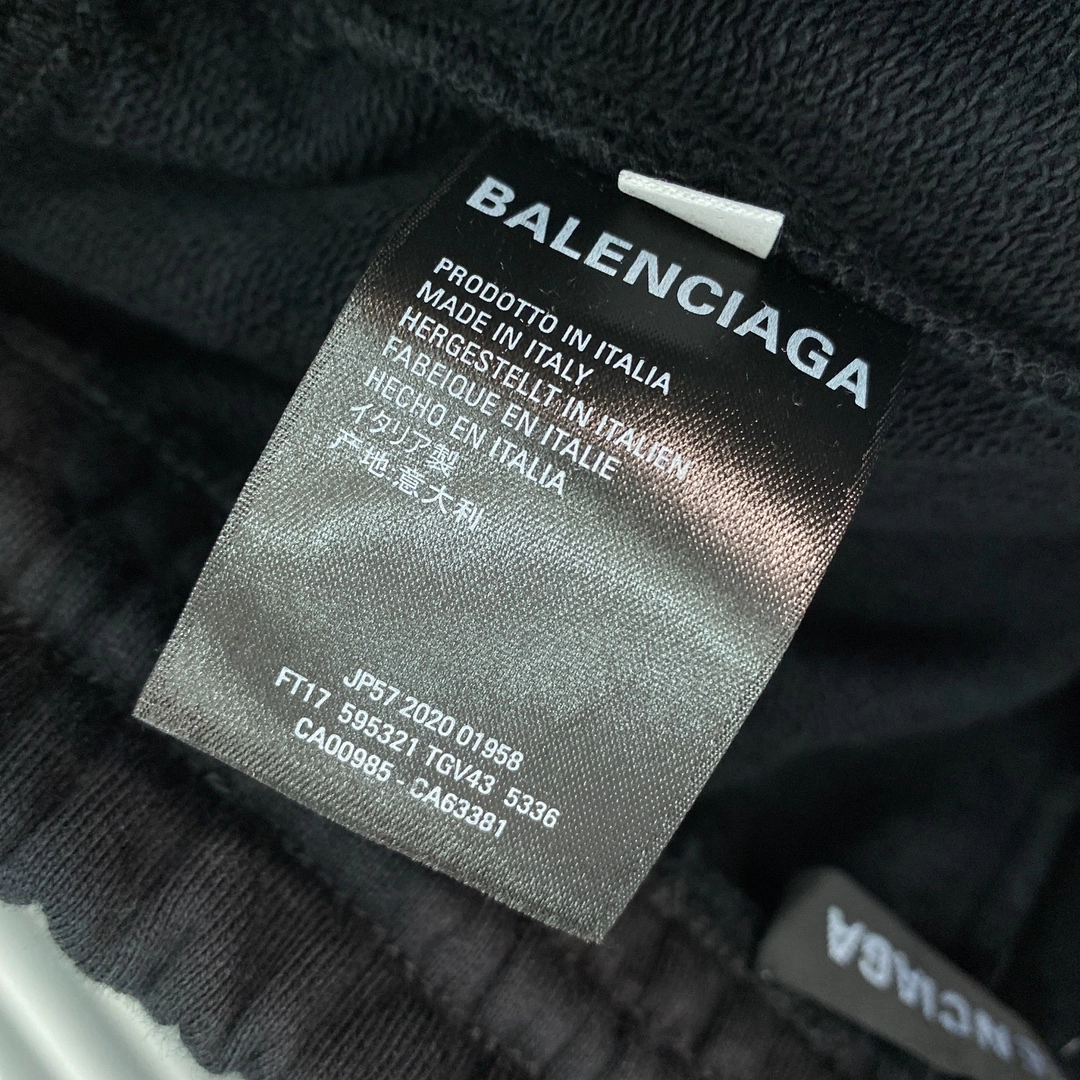 BALENCIAGA
PRODOTTO IN ITALIA
MADE IN ITALY
HERGESTELLT IN ITALIEN
FABEIQUE EN ITALIE
HECHO EN ITALIA
イタリア製
产地意大利
JP57 2020 01958
FT17 595321 TGV43 5336
CA00985 - CA63381
ENCIAGA